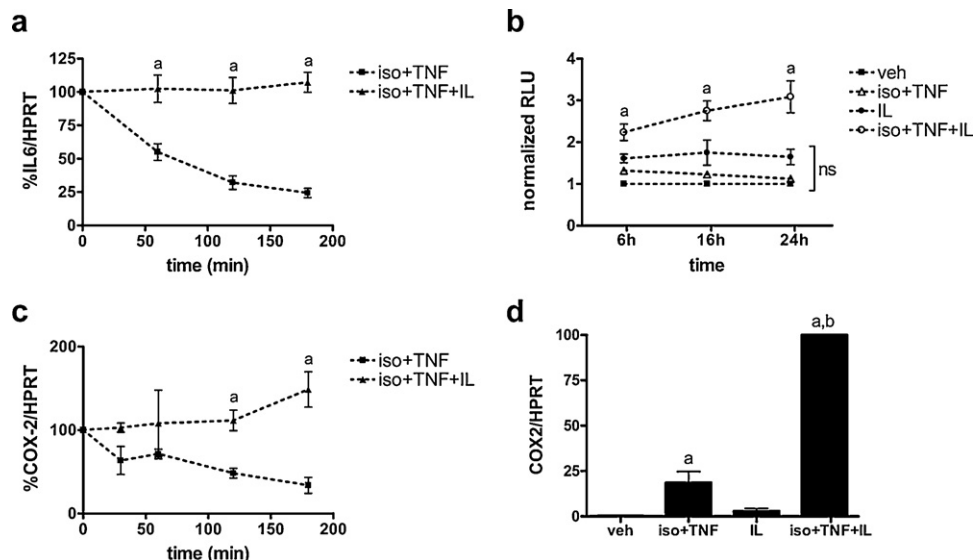 a
%IL6/HPRT
125
100
75
50
25
0
a
a
a
0
50
100
150
200
time (min)
iso+TNF
iso+TNF+IL
b
normalized RLU
4
3
2
1
0
a
a
a
ns
6h
16h
24h
time
veh
iso+TNF
IL
iso+TNF+IL
c
%COX-2/HPRT
200
100
0
a
a
0
50
100
150
200
time (min)
iso+TNF
iso+TNF+IL
d
COX2/HPRT
100
75
50
25
0
a
a,b
veh
iso+TNF
IL
iso+TNF+IL